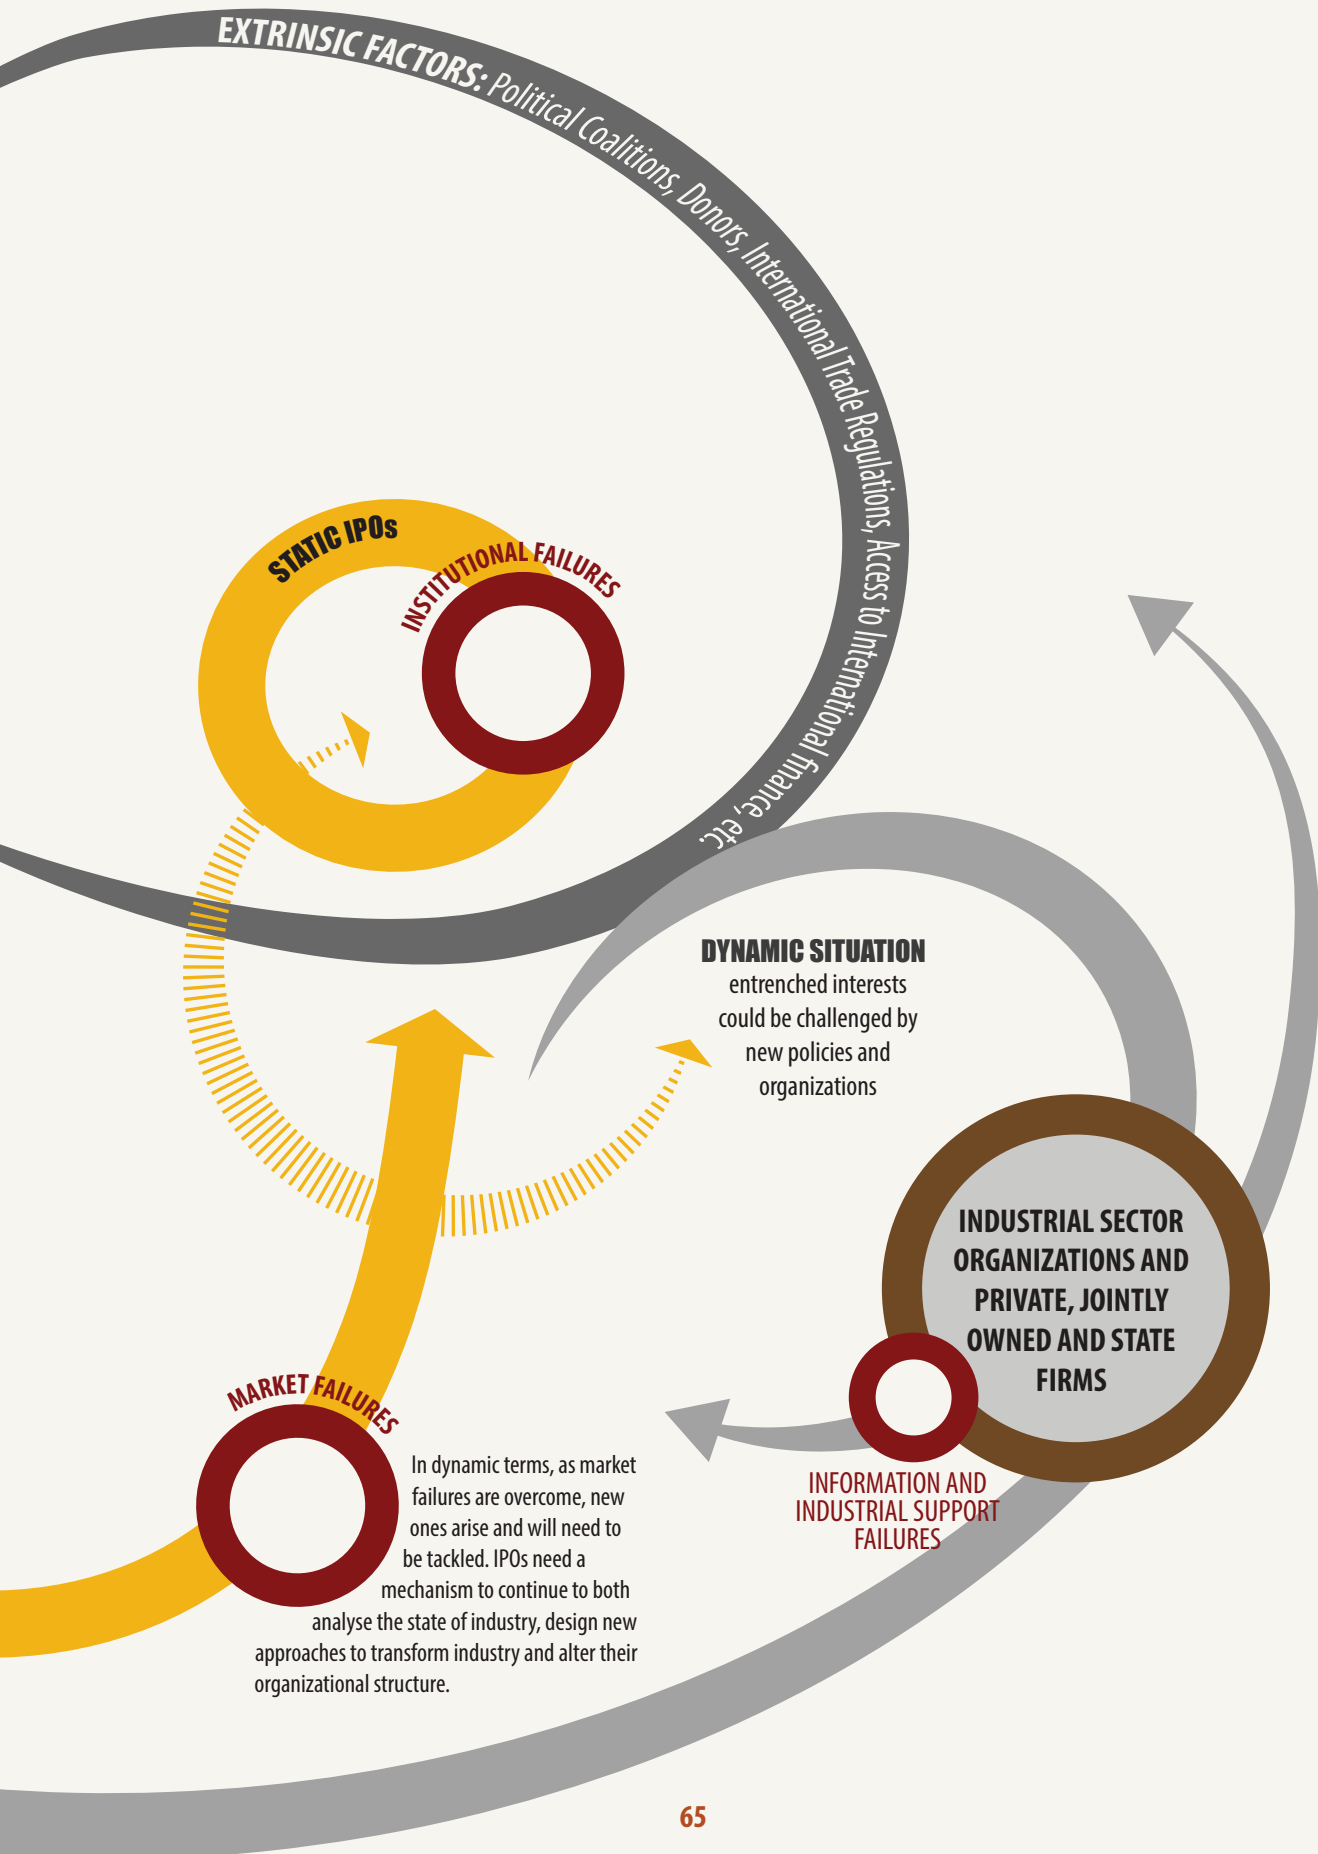 EXTRINSIC FACTORS: Political Coalitions, Donors, International Trade Regulations, Access to International finance, etc.
STATIC IPOs
INSTITUTIONAL FAILURES
DYNAMIC SITUATION
entrenched interests
could be challenged by
new policies and
organizations
INDUSTRIAL SECTOR
ORGANIZATIONS AND
PRIVATE, JOINTLY
OWNED AND STATE
FIRMS
MARKET FAILURES
In dynamic terms, as market
failures are overcome, new
ones arise and will need to
be tackled. IPOs need a
mechanism to continue to both
analyse the state of industry, design new
approaches to transform industry and alter their
organizational structure.
INFORMATION AND
INDUSTRIAL SUPPORT
FAILURES
65